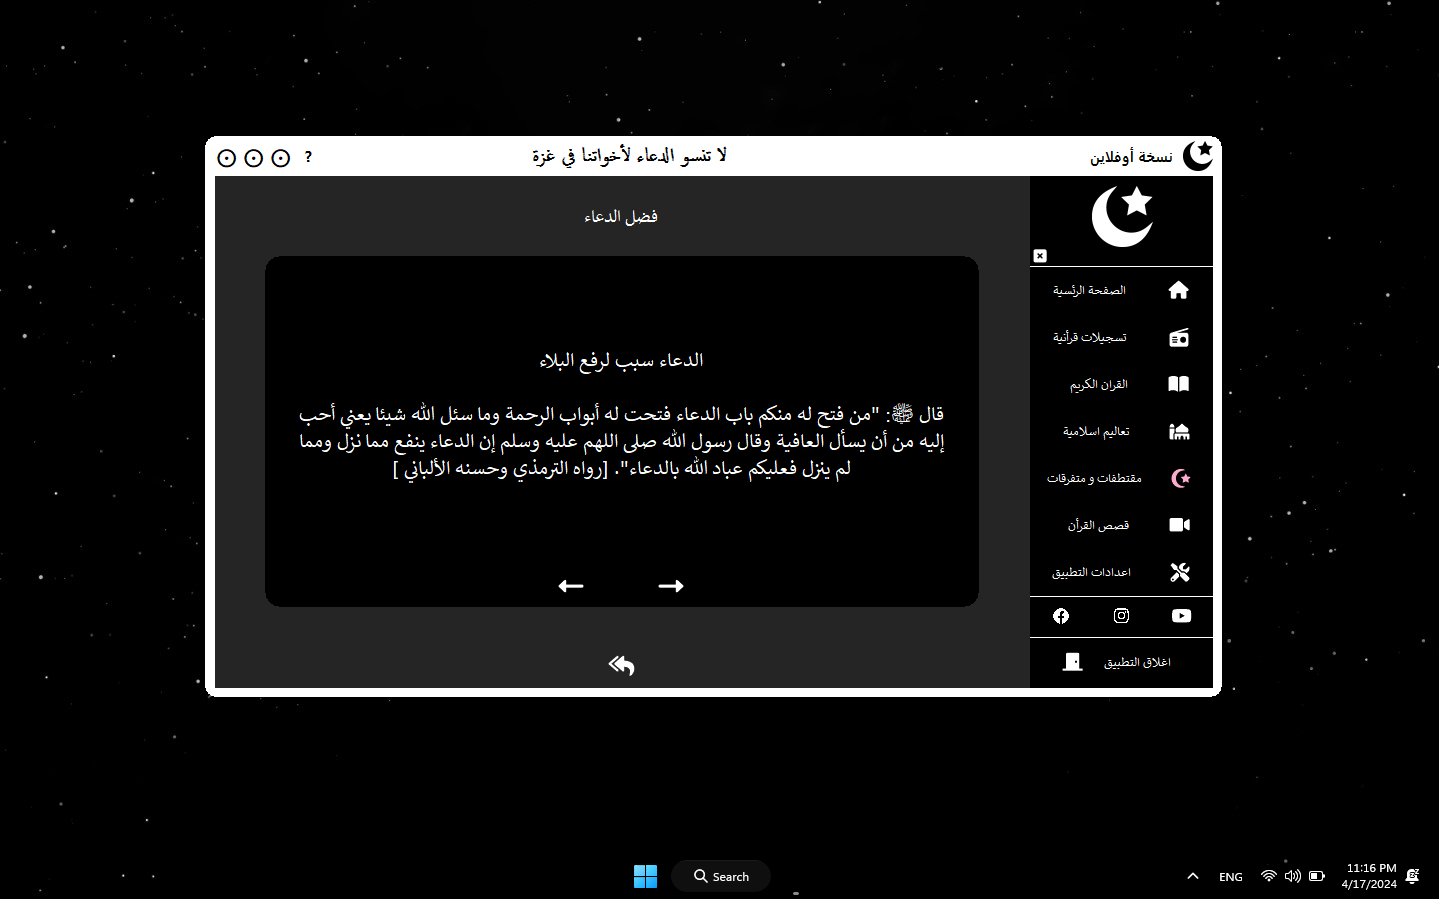 نسخة أوفلاين
لا تنسو الدعاء لأخواتنا في غزة
?
فضل الدعاء
الدعاء سبب لرفع البلاء
قال ﷺ: "من فتح له منكم باب الدعاء فتحت له أبواب الرحمة وما سئل الله شيئا يعني أحب
إليه من أن يسأل العافية وقال رسول الله صلى اللهم عليه وسلم إن الدعاء ينفع مما نزل ومما
لم ينزل فعليكم عباد الله بالدعاء". [رواه الترمذي وحسنه الألباني ]
الصفحة الرئسية
تسجيلات قرأنية
القران الكريم
تعاليم اسلامية
مقتطفات و متفرقات
قصص القرأن
اعدادات التطبيق
اغلاق التطبيق
Search
ENG
11:16 PM
4/17/2024